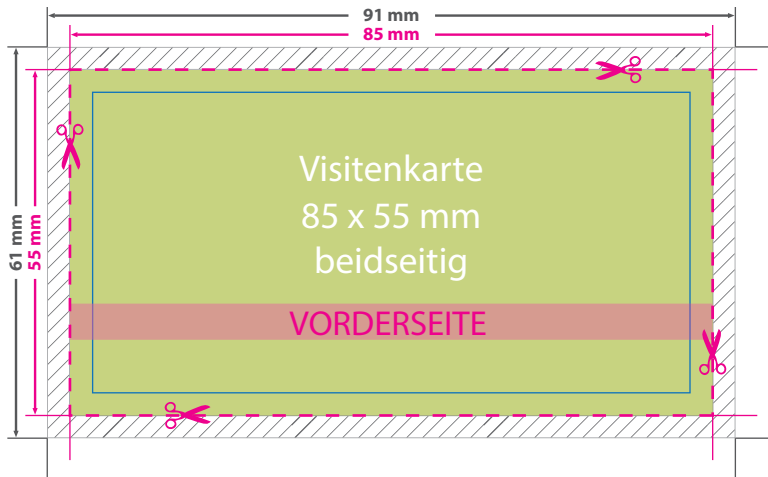 91 mm
85 mm
61 mm
55 mm
Visitenkarte
85 x 55 mm
beidseitig
VORDERSEITE